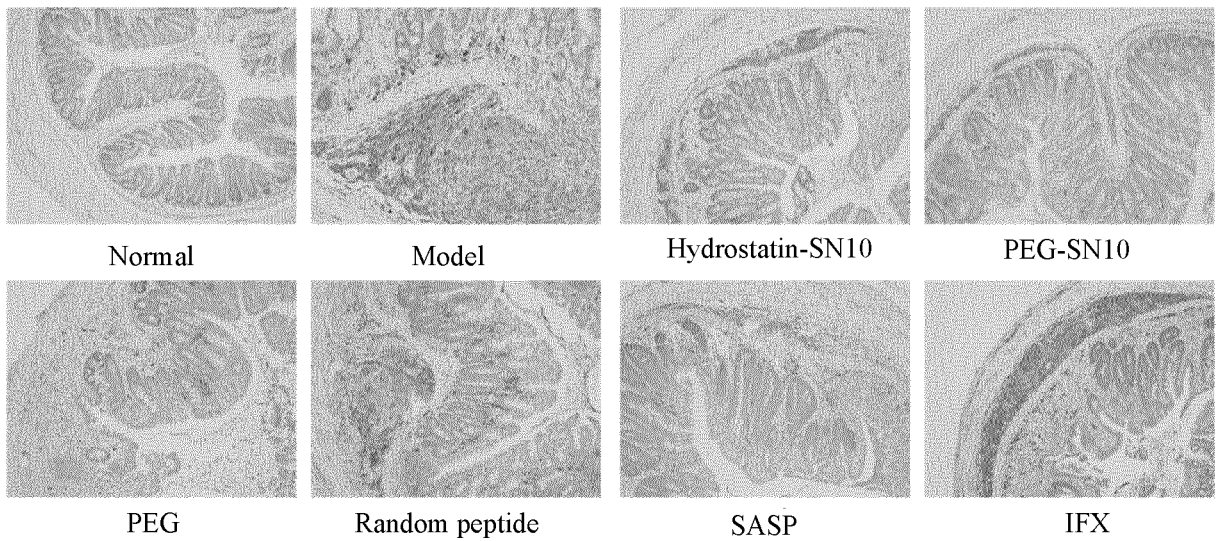 Normal
Model
Hydrostatin-SN10
PEG-SN10
PEG
Random peptide
SASP
IFX